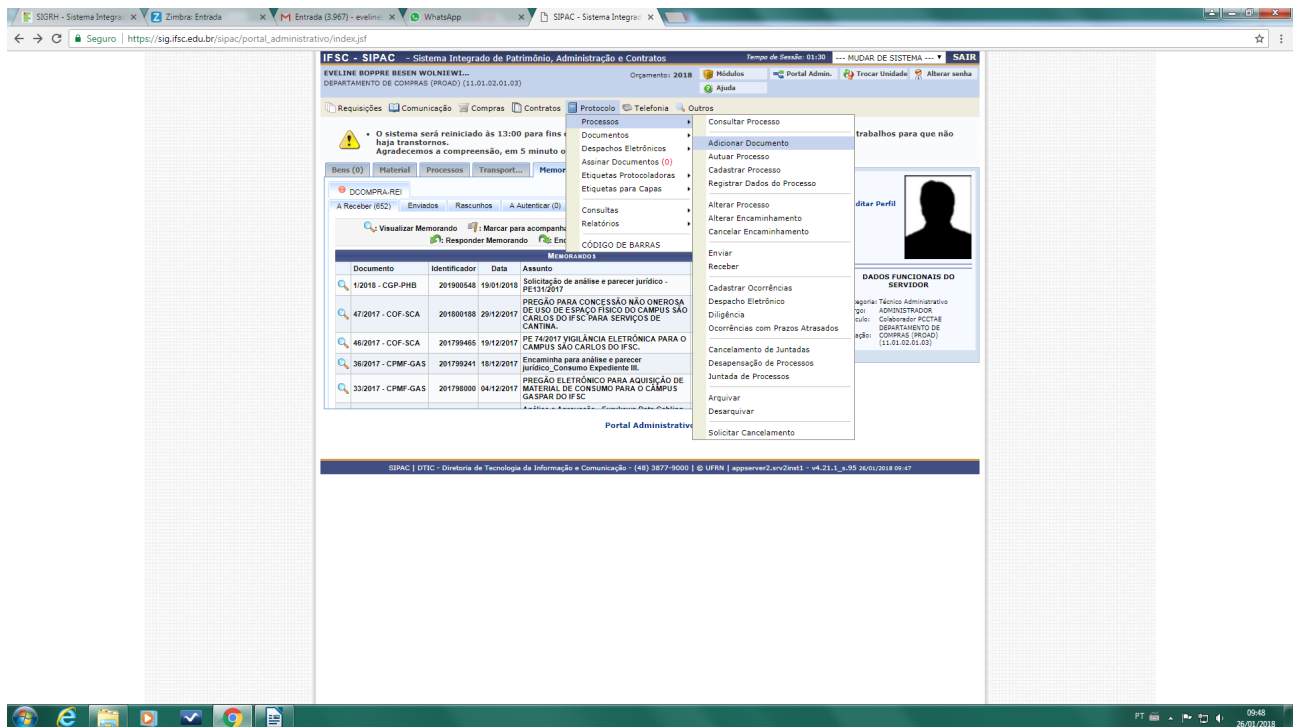 SIGRH - Sistema Integrac
Zimbra: Entrada
Entrada (3.967) - eveline
WhatsApp
SIPAC - Sistema Integrac
Seguro | https://sig.ifsc.edu.br/sipac/portal_administrativo/index.jsf
IFSC - SIPAC - Sistema Integrado de Patrimônio, Administração e Contratos
Tempo de Sessão: 01:30
--- MUDAR DE SISTEMA ---
SAIR
EVELINE BOPPRE BESEN WOLNIEWI...
DEPARTAMENTO DE COMPRAS (PROAD) (11.01.02.01.03)
Orçamento: 2018
Módulos
Portal Admin.
Trocar Unidade
Alterar senha
Ajuda
Requisições Comunicação Compras Contratos Protocolo Telefonia Outros
• O sistema será reiniciado às 13:00 para fins
haja transtornos.
Agradecemos a compreensão, em 5 minuto
trabalhos para que não
Bens (0) Material Processos Transport... Memor
DCOMPRA-REI
A Receber (652) Enviados Rascunhos A Autenticar (0)
: Visualizar Memorando : Marcar para acompanha
: Responder Memorando : Enc
MEMORANDOS
Documento Identificador Data Assunto
1/2018 - CGP-PHB 201900548 19/01/2018 Solicitação de análise e parecer jurídico -
PE131/2017
47/2017 - COF-SCA 201800188 29/12/2017 PREGÃO PARA CONCESSÃO NÃO ONEROSA
DE USO DE ESPAÇO FÍSICO DO CAMPUS SÃO
CARLOS DO IFSC PARA SERVIÇOS DE
CANTINA.
46/2017 - COF-SCA 201799465 19/12/2017 PE 74/2017 VIGILÂNCIA ELETRÔNICA PARA O
CAMPUS SÃO CARLOS DO IFSC.
36/2017 - CPMF-GAS 201799241 18/12/2017 Encaminha para análise e parecer
jurídico_Consumo Expediente III.
33/2017 - CPMF-GAS 201798000 04/12/2017 PREGÃO ELETRÔNICO PARA AQUISIÇÃO DE
MATERIAL DE CONSUMO PARA O CÂMPUS
GASPAR DO IFSC
Processos
Documentos
Despachos Eletrônicos
Assinar Documentos (0)
Etiquetas Protocoladoras
Etiquetas para Capas
Consultas
Relatórios
CÓDIGO DE BARRAS
Consultar Processo
Adicionar Documento
Autuar Processo
Cadastrar Processo
Registrar Dados do Processo
Alterar Processo
Alterar Encaminhamento
Cancelar Encaminhamento
Enviar
Receber
Cadastrar Ocorrências
Despacho Eletrônico
Diligência
Ocorrências com Prazos Atrasados
Cancelamento de Juntadas
Desapensação de Processos
Juntada de Processos
Arquivar
Desarquivar
Solicitar Cancelamento
ditar Perfil
DADOS FUNCIONAIS DO
SERVIDOR
egoria: Técnico Administrativo
go: ADMINISTRADOR
culo: Colaborador PCCTAE
ação: DEPARTAMENTO DE
COMPRAS (PROAD)
(11.01.02.01.03)
Portal Administrativo
SIPAC | DTIC - Diretoria de Tecnologia da Informação e Comunicação - (48) 3877-9000 | © UFRN | appserver2.srv2inst1 - v4.21.1_s.95 26/01/2018 09:47
PT
09:48
26/01/2018